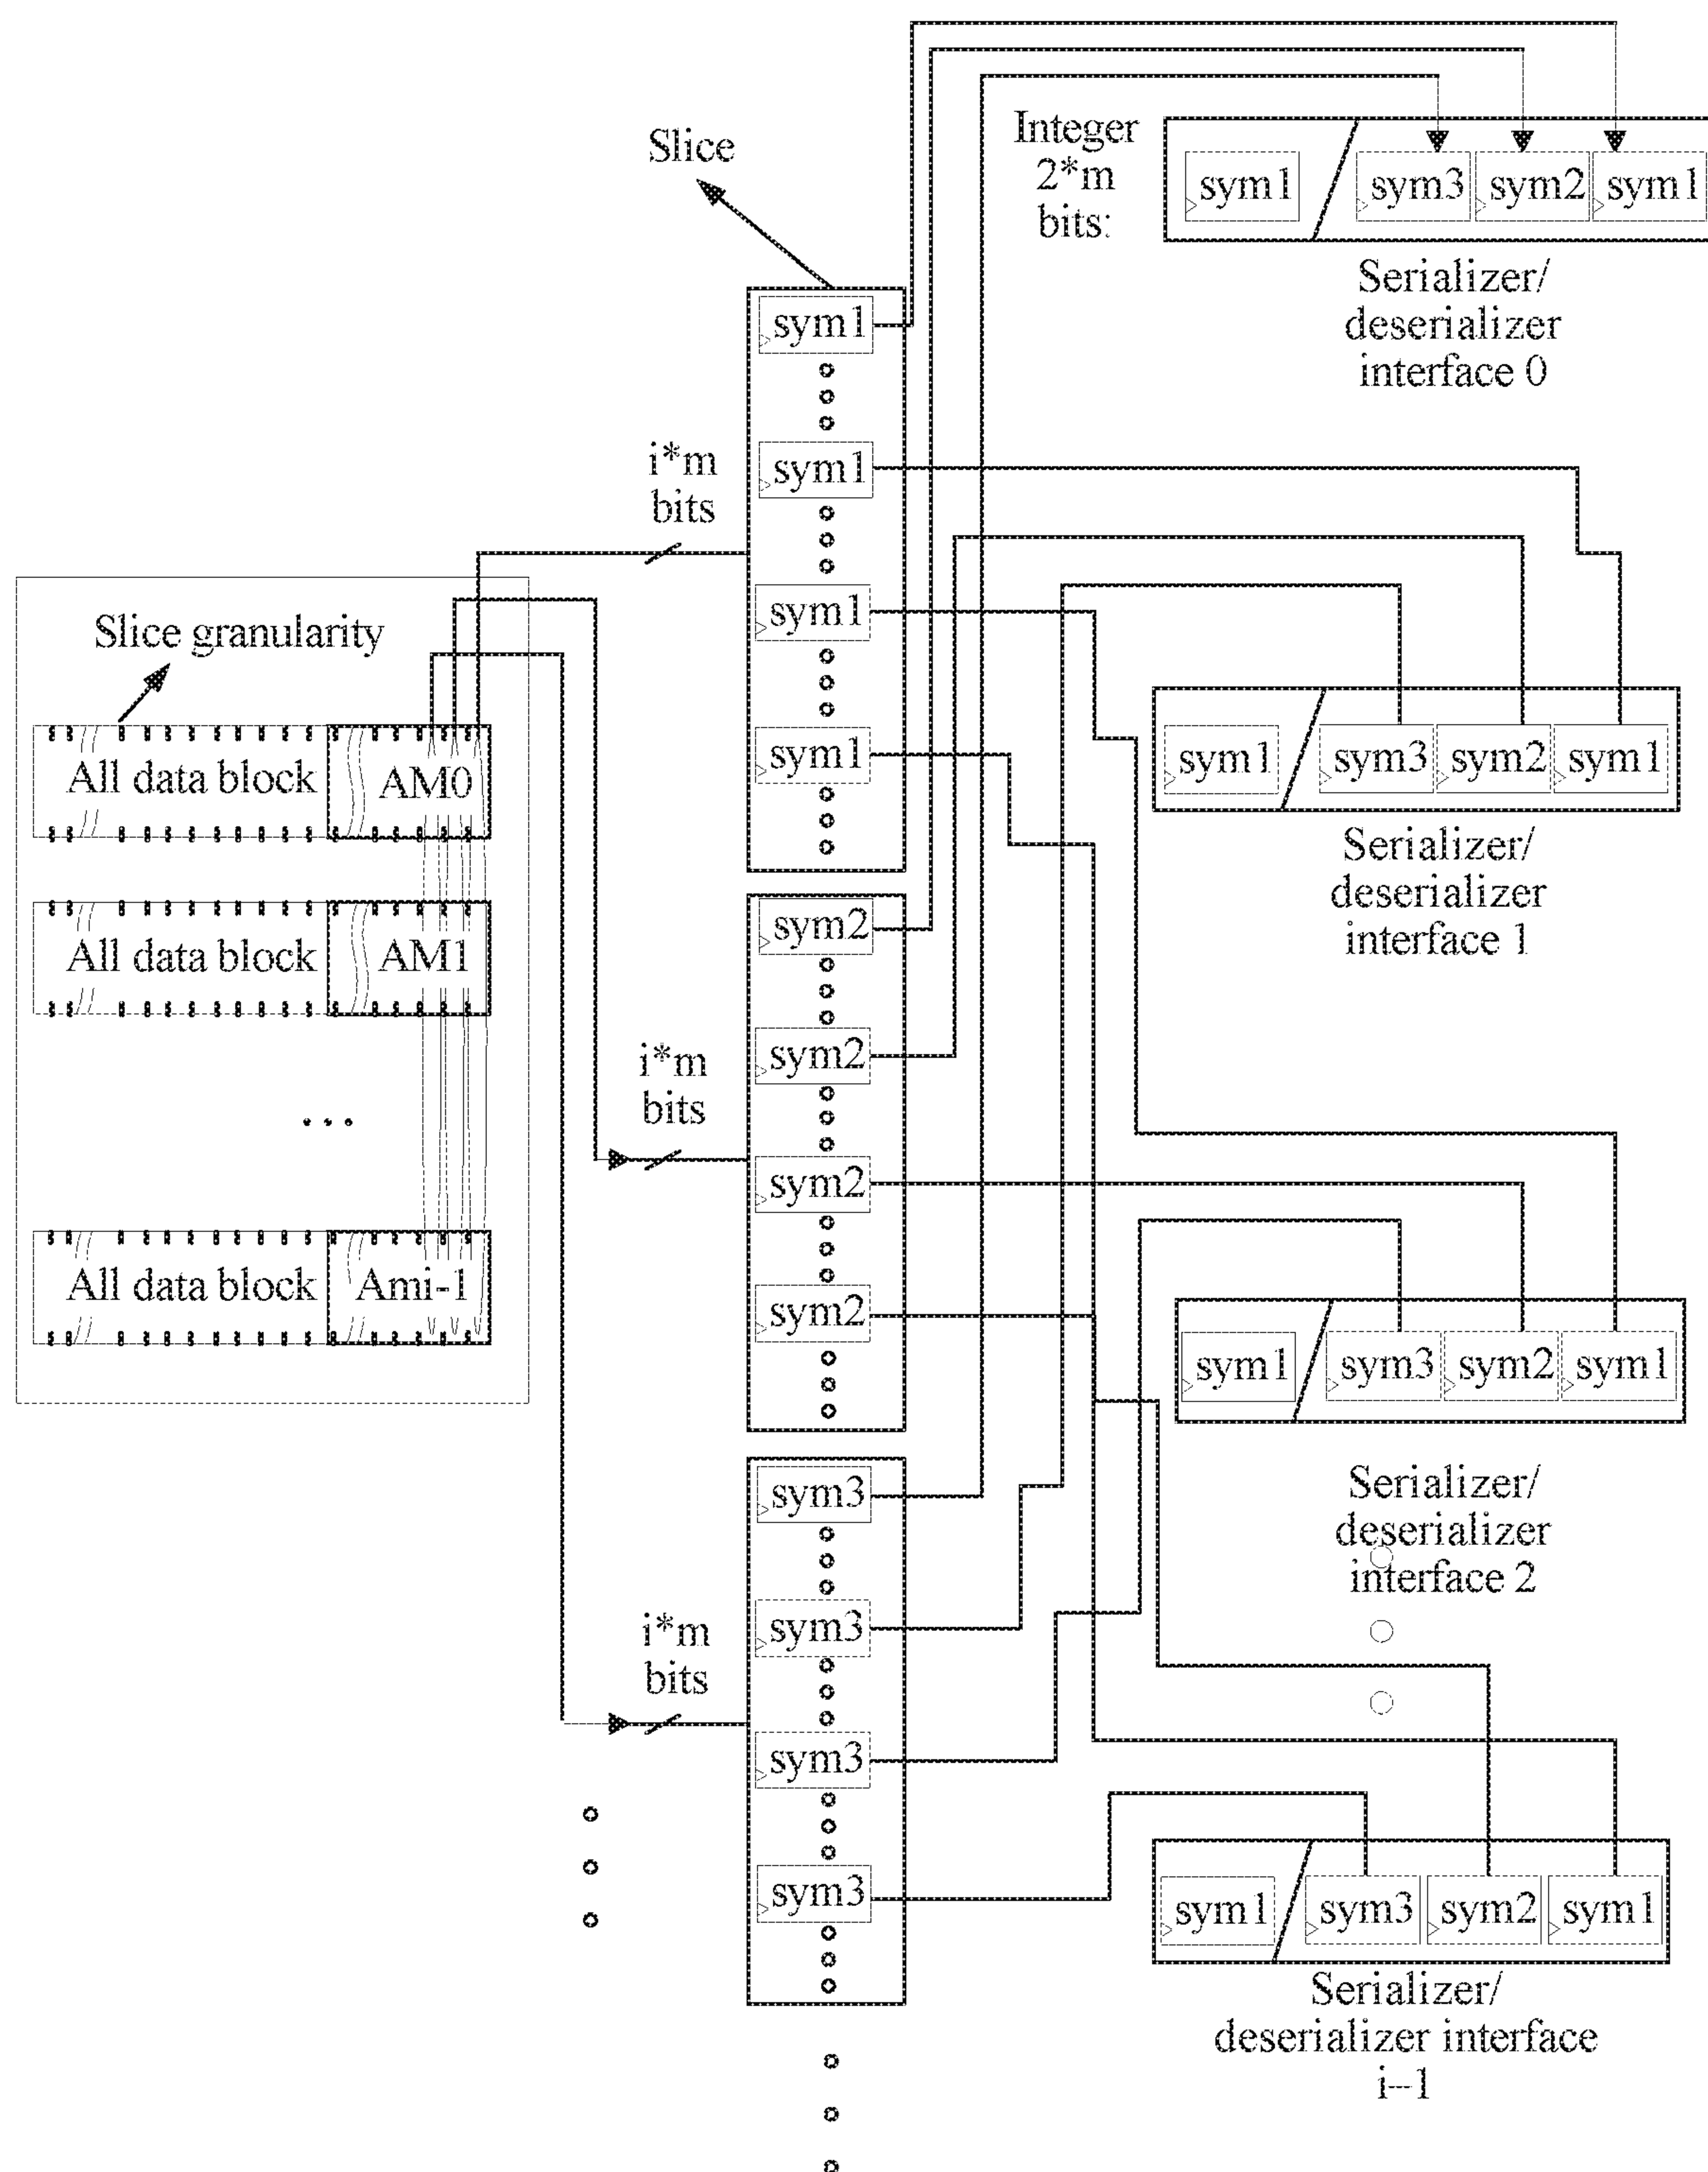 Slice
Integer
2*m
bits:
sym1
sym3
sym2
sym1
Serializer/
deserializer
interface 0
sym1
sym1
sym1
sym1
i*m
bits
Slice granularity
All data block
AM0
All data block
AM1
...
All data block
Ami-1
sym1
sym3
sym2
sym1
Serializer/
deserializer
interface 1
i*m
bits
sym2
sym2
sym2
sym2
sym1
sym3
sym2
sym1
Serializer/
deserializer
interface 2
i*m
bits
sym3
sym3
sym3
sym3
sym1
sym3
sym2
sym1
Serializer/
deserializer interface
i--1